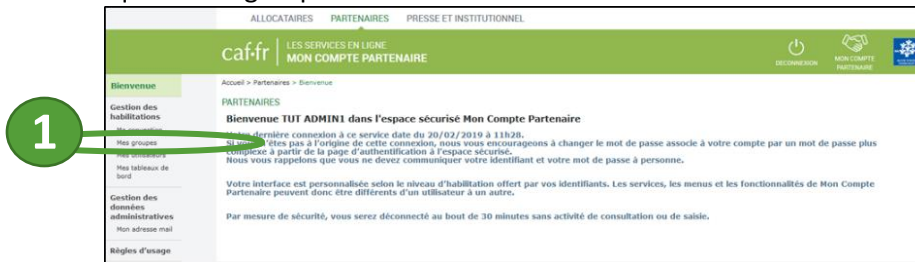 ALLOCATAIRES PARTENAIRES PRESSE ET INSTITUTIONNEL
caf.fr LES SERVICES EN LIGNE
MON COMPTE PARTENAIRE
DECONNEXION
MON COMPTE
PARTENAIRE
Bienvenue
Gestion des
habilitations
Mes groupes
Mes utilisateurs
Mes tableaux de
bord
Gestion des
données
administratives
Mon adresse mail
Règles d'usage
1
Accueil > Partenaires > Bienvenue
PARTENAIRES
Bienvenue TUT ADMIN1 dans l'espace sécurisé Mon Compte Partenaire
Votre dernière connexion à ce service date du 20/02/2019 à 11h28.
Si vous n'êtes pas à l'origine de cette connexion, nous vous encourageons à changer le mot de passe associé à votre compte par un mot de passe plus
complexe à partir de la page d'authentification à l'espace sécurisé.
Nous vous rappelons que vous ne devez communiquer votre identifiant et votre mot de passe à personne.
Votre interface est personnalisée selon le niveau d'habilitation offert par vos identifiants. Les services, les menus et les fonctionnalités de Mon Compte
Partenaire peuvent donc être différents d'un utilisateur à un autre.
Par mesure de sécurité, vous serez déconnecté au bout de 30 minutes sans activité de consultation ou de saisie.